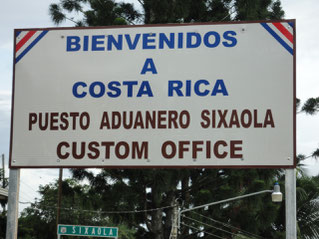 BIENVENIDOS
A
COSTA RICA
PUESTO ADUANERO SIXAOLA
CUSTOM OFFICE
SIXAOLA